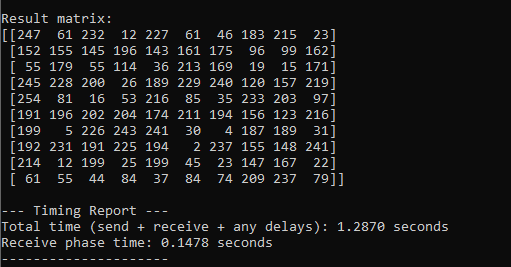 Result matrix:
[[247  61 232  12 227  61  46 183 215  23]
 [152 155 145 196 143 161 175  96  99 162]
 [ 55 179  55 114  36 213 169  19  15 171]
 [245 228 200  26 189 229 240 120 157 219]
 [254  81  16  53 216  85  35 233 203  97]
 [191 196 202 204 174 211 194 156 123 216]
 [199   5 226 243 241  30   4 187 189  31]
 [192 231 191 225 194   2 237 155 148 241]
 [214  12 199  25 199  45  23 147 167  22]
 [ 61  55  44  84  37  84  74 209 237  79]]
--- Timing Report ---
Total time (send + receive + any delays): 1.2870 seconds
Receive phase time: 0.1478 seconds
---------------------